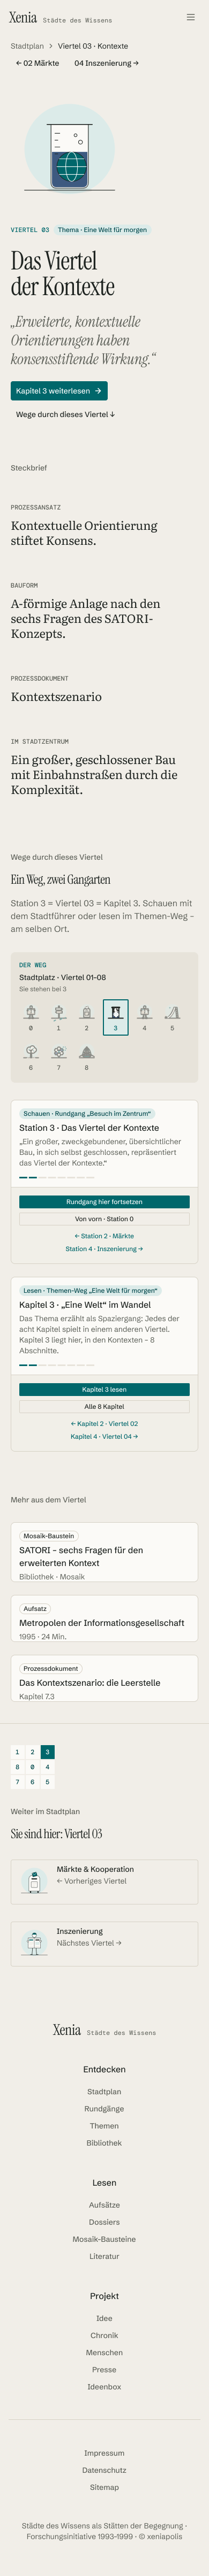 Xenia Städte des Wissens
Stadtplan > Viertel 03 · Kontexte
← 02 Märkte 04 Inszenierung →
VIERTEL 03 Thema · Eine Welt für morgen
Das Viertel
der Kontexte
„Erweiterte, kontextuelle
Orientierungen haben
konsensstiftende Wirkung.“
Kapitel 3 weiterlesen →
Wege durch dieses Viertel ↓
Steckbrief
PROZESSANSATZ
Kontextuelle Orientierung
stiftet Konsens.
BAUFORM
A-förmige Anlage nach den
sechs Fragen des SATORI-
Konzepts.
PROZESSDOKUMENT
Kontextszenario
IM STADTZENTRUM
Ein großer, geschlossener Bau
mit Einbahnstraßen durch die
Komplexität.
Wege durch dieses Viertel
Ein Weg, zwei Gangarten
Station 3 = Viertel 03 = Kapitel 3. Schauen mit
dem Stadtführer oder lesen im Themen-Weg –
am selben Ort.
DER WEG
Stadtplatz · Viertel 01–08
Sie stehen bei 3
0 1 2 3 4 5
6 7 8
Schauen · Rundgang „Besuch im Zentrum“
Station 3 · Das Viertel der Kontexte
„Ein großer, zweckgebundener, übersichtlicher
Bau, in sich selbst geschlossen, repräsentiert
das Viertel der Kontexte.“
Rundgang hier fortsetzen
Von vorn · Station 0
← Station 2 · Märkte
Station 4 · Inszenierung →
Lesen · Themen-Weg „Eine Welt für morgen“
Kapitel 3 · „Eine Welt“ im Wandel
Das Thema erzählt als Spaziergang: Jedes der
acht Kapitel spielt in einem anderen Viertel.
Kapitel 3 liegt hier, in den Kontexten – 8
Abschnitte.
Kapitel 3 lesen
Alle 8 Kapitel
← Kapitel 2 · Viertel 02
Kapitel 4 · Viertel 04 →
Mehr aus dem Viertel
Mosaik-Baustein
SATORI – sechs Fragen für den
erweiterten Kontext
Bibliothek · Mosaik
Aufsatz
Metropolen der Informationsgesellschaft
1995 · 24 Min.
Prozessdokument
Das Kontextszenario: die Leerstelle
Kapitel 7.3
1 2 3
8 0 4
7 6 5
Weiter im Stadtplan
Sie sind hier: Viertel 03
Märkte & Kooperation
← Vorheriges Viertel
Inszenierung
Nächstes Viertel →
Xenia Städte des Wissens
Entdecken
Stadtplan
Rundgänge
Themen
Bibliothek
Lesen
Aufsätze
Dossiers
Mosaik-Bausteine
Literatur
Projekt
Idee
Chronik
Menschen
Presse
Ideenbox
Impressum
Datenschutz
Sitemap
Städte des Wissens als Stätten der Begegnung ·
Forschungsinitiative 1993–1999 · © xeniapolis